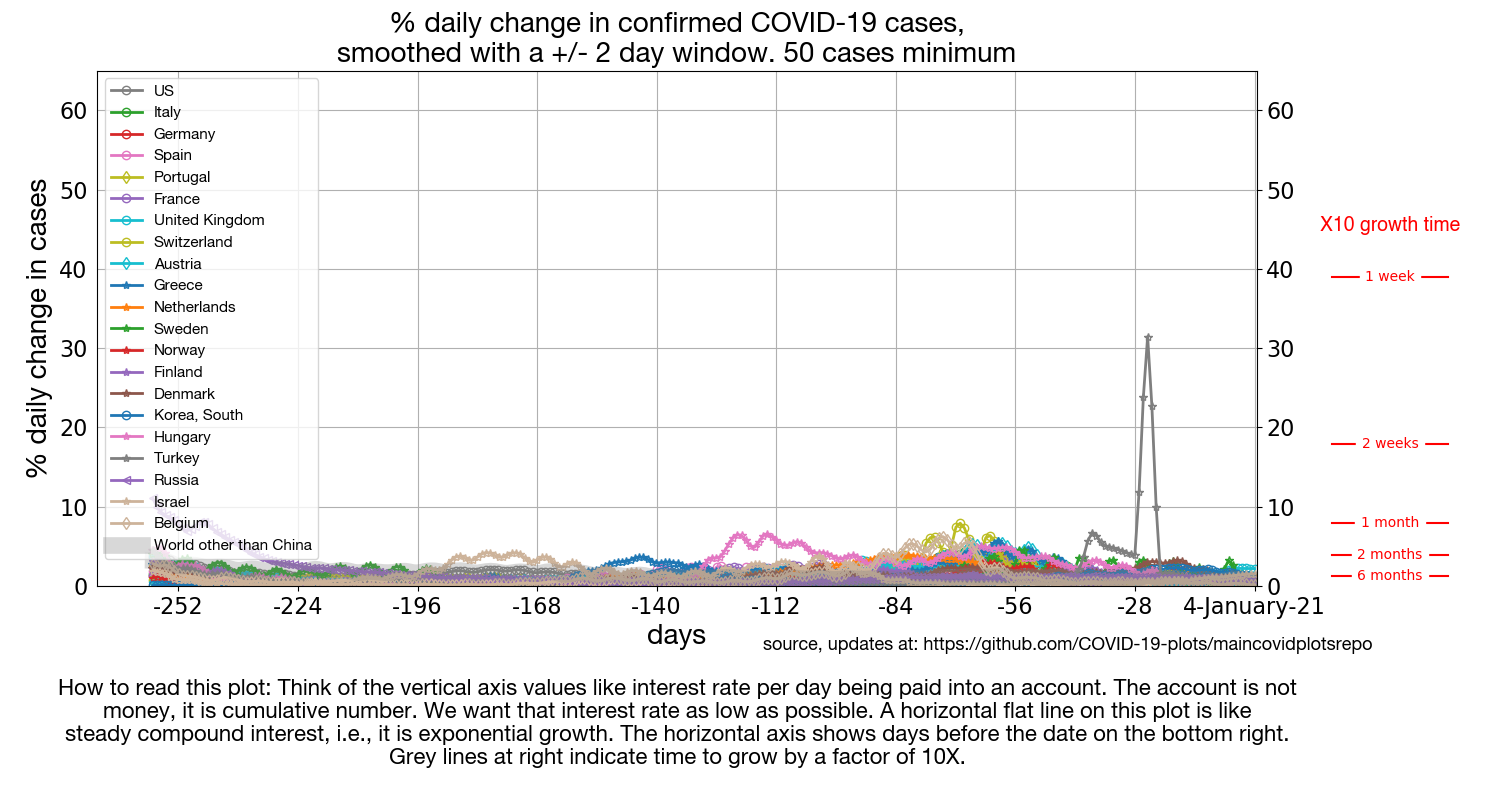 % daily change in confirmed COVID-19 cases,
smoothed with a +/- 2 day window. 50 cases minimum
% daily change in cases
60
50
40
30
20
10
0
US
Italy
Germany
Spain
Portugal
France
United Kingdom
Switzerland
Austria
Greece
Netherlands
Sweden
Norway
Finland
Denmark
Korea, South
Hungary
Turkey
Russia
Israel
Belgium
World other than China
60
50
40
30
20
10
0
X10 growth time
1 week
2 weeks
1 month
2 months
6 months
-252 -224 -196 -168 -140 -112 -84 -56 -28 4-January-21
days
source, updates at: https://github.com/COVID-19-plots/maincovidplotsrepo
How to read this plot: Think of the vertical axis values like interest rate per day being paid into an account. The account is not
money, it is cumulative number. We want that interest rate as low as possible. A horizontal flat line on this plot is like
steady compound interest, i.e., it is exponential growth. The horizontal axis shows days before the date on the bottom right.
Grey lines at right indicate time to grow by a factor of 10X.